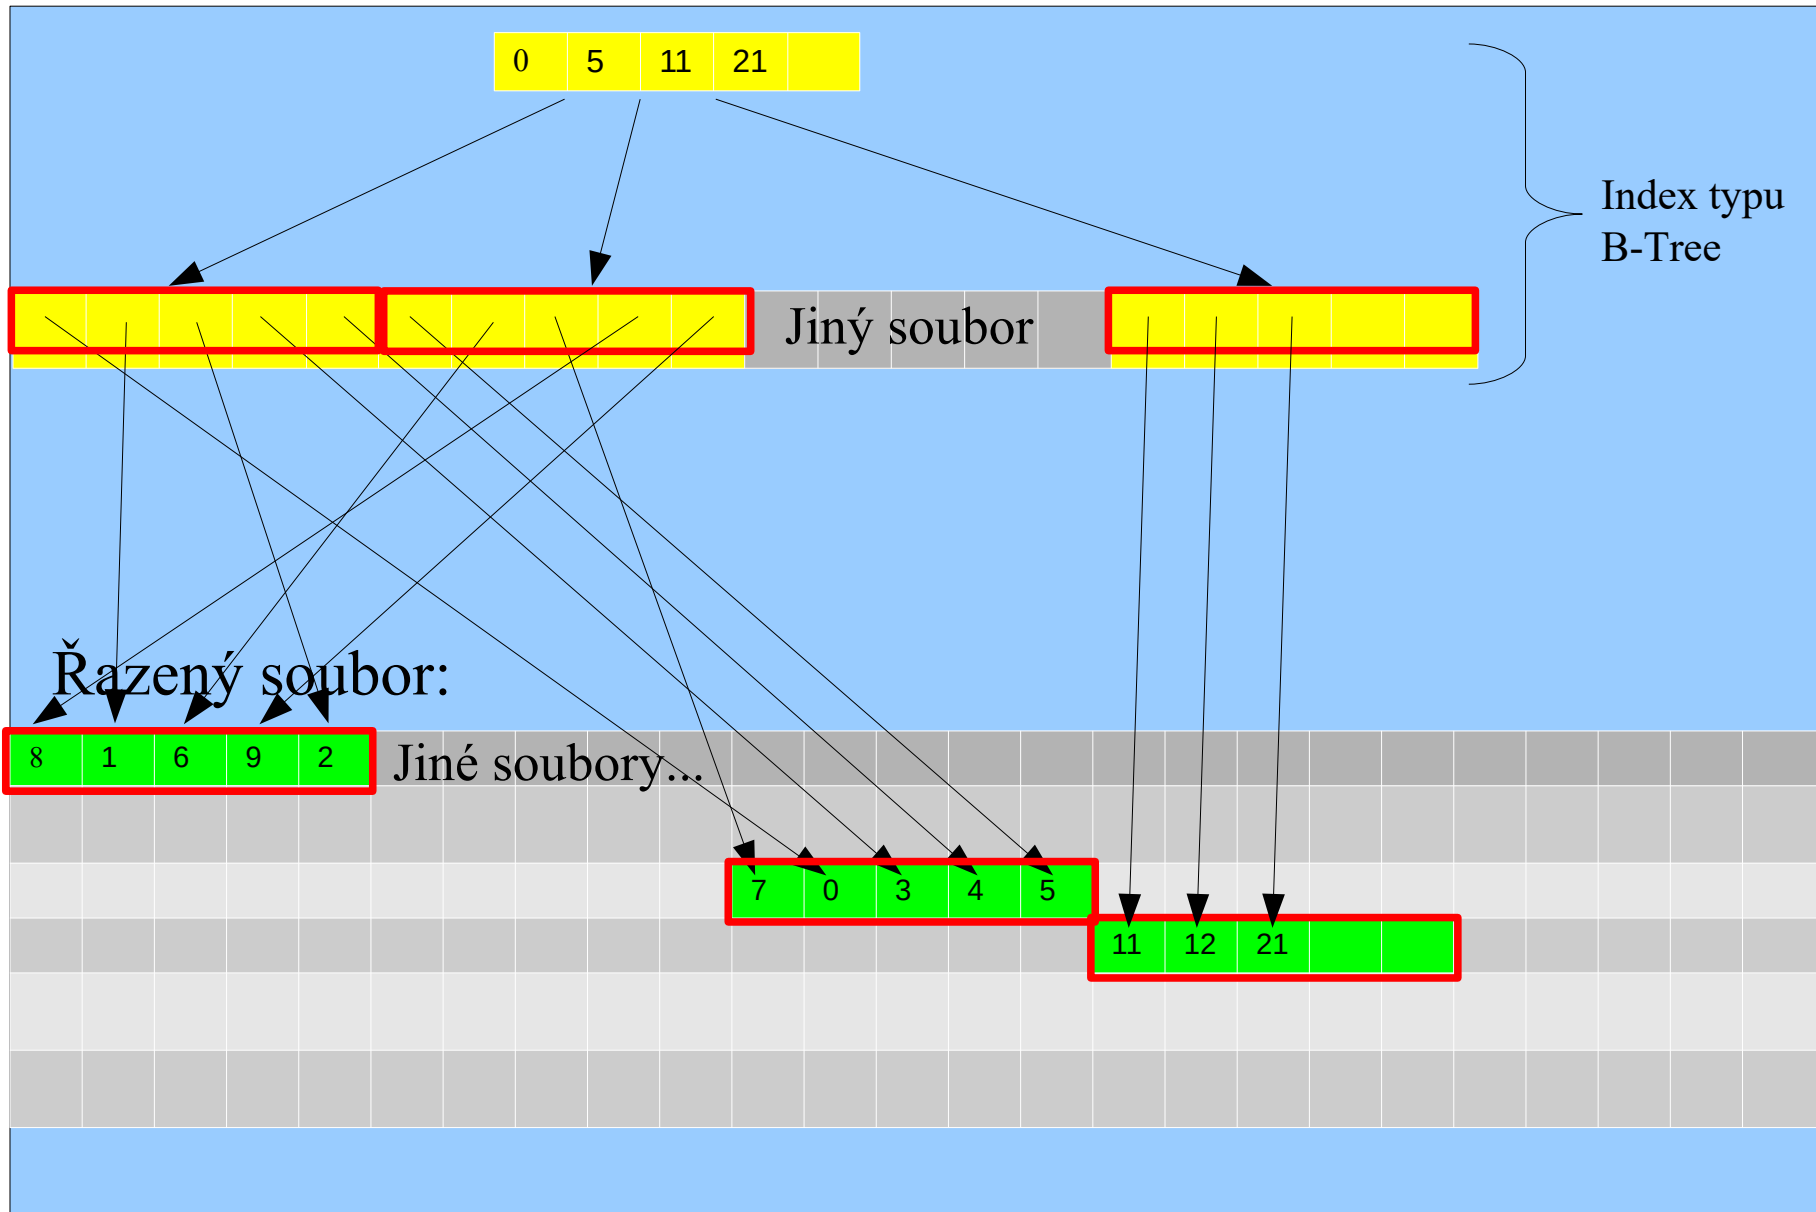 0 5 11 21
Index typu
B-Tree
Jiný soubor
Řazený soubor:
8 1 6 9 2
Jiné soubory...
7 0 3 4 5
11 12 21